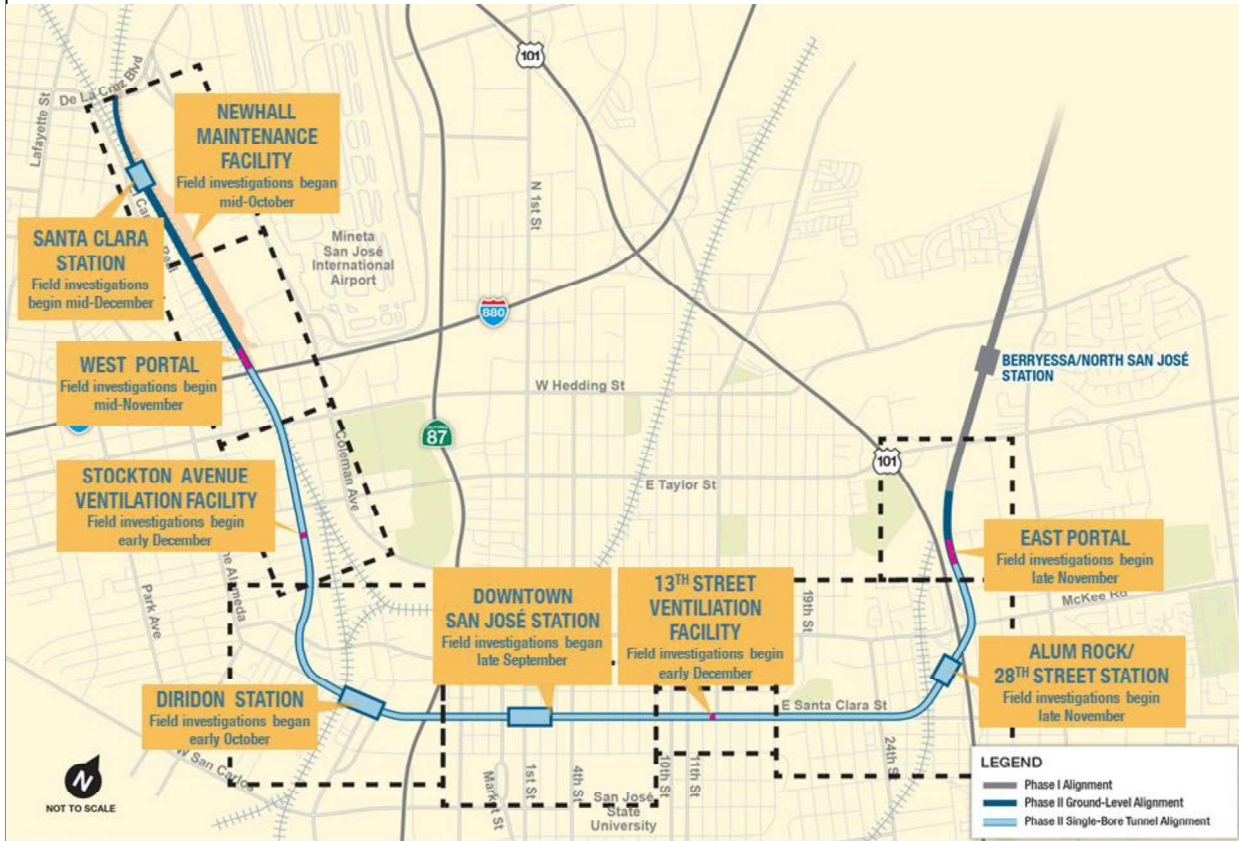 101
De La Cruz Blvd
Lafayette St
NEWHALL
MAINTENANCE
FACILITY
Field investigations began
mid-October
SANTA CLARA
STATION
Field investigations
begin mid-December
N 1st St
Mineta
San José
International
Airport
880
WEST PORTAL
Field investigations begin
mid-November
BERRYESSA/NORTH SAN JOSÉ
STATION
W Hedding St
87
Coleman Ave
101
E Taylor St
STOCKTON AVENUE
VENTILATION FACILITY
Field investigations begin
early December
EAST PORTAL
Field investigations begin
late November
McKee Rd
Park Ave
Alameda
DOWNTOWN
SAN JOSÉ STATION
Field investigations began
late September
13TH STREET
VENTILIATION
FACILITY
Field investigations begin
early December
19th St
ALUM ROCK/
28TH STREET STATION
Field investigations begin
late November
DIRIDON STATION
Field investigations began
early October
E Santa Clara St
W San Carlos
24th St
Market St
1st St
4th St
10th St
11th St
San José
State
University
N
NOT TO SCALE
LEGEND
Phase I Alignment
Phase II Ground-Level Alignment
Phase II Single-Bore Tunnel Alignment